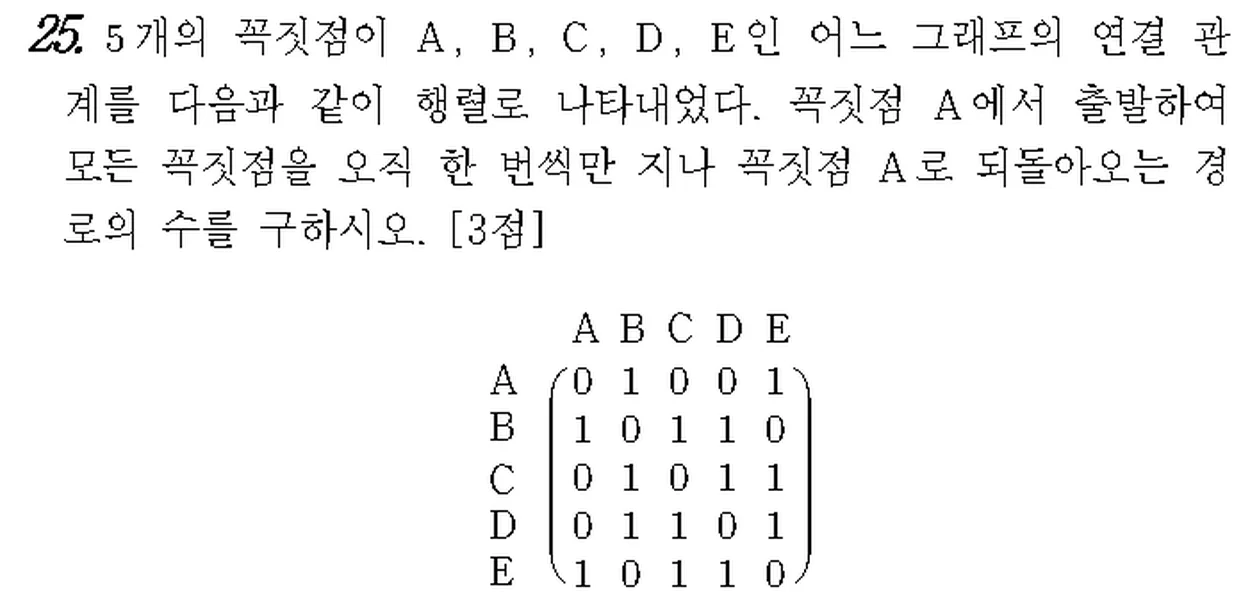 25. 5개의 꼭짓점이 A, B, C, D, E인 어느 그래프의 연결 관
계를 다음과 같이 행렬로 나타내었다. 꼭짓점 A에서 출발하여
모든 꼭짓점을 오직 한 번씩만 지나 꼭짓점 A로 되돌아오는 경
로의 수를 구하시오. [3점]
A B C D E
A 0 1 0 0 1
B 1 0 1 1 0
C 0 1 0 1 1
D 0 1 1 0 1
E 1 0 1 1 0